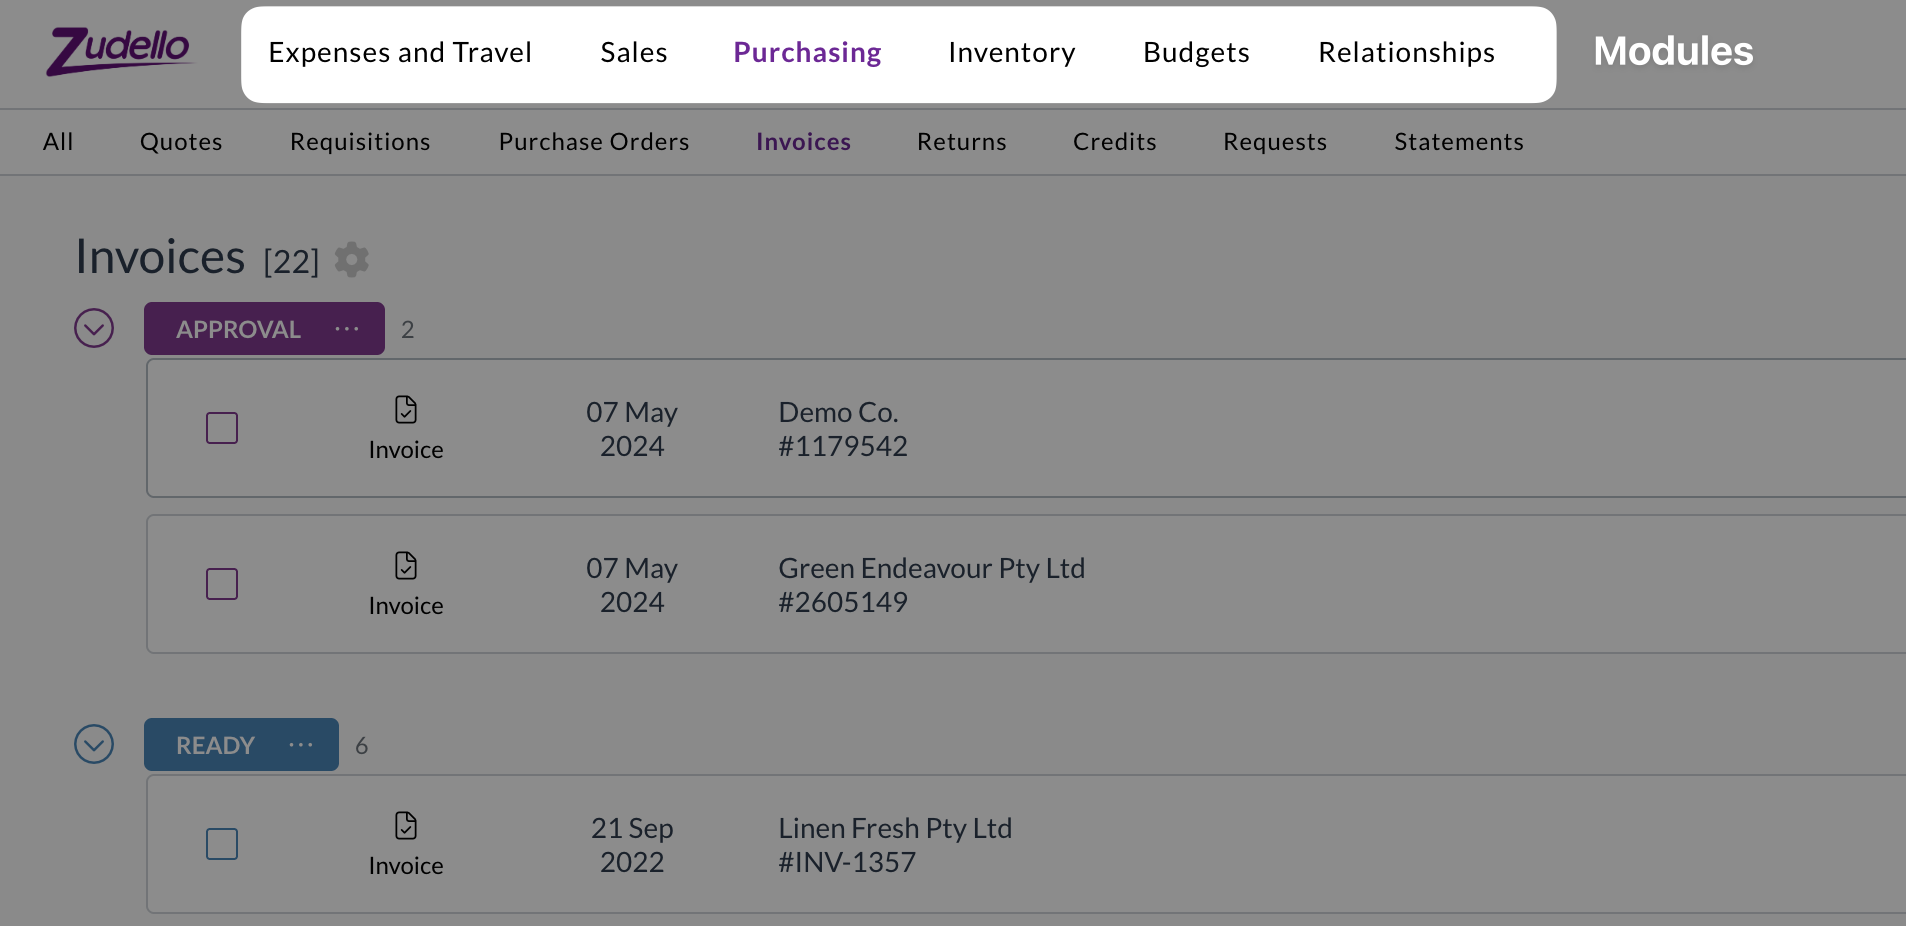 Zudello
Expenses and Travel Sales Purchasing Inventory Budgets Relationships Modules
All Quotes Requisitions Purchase Orders Invoices Returns Credits Requests Statements
Invoices [22]
APPROVAL ... 2
Invoice
07 May
2024
Demo Co.
#1179542
Invoice
07 May
2024
Green Endeavour Pty Ltd
#2605149
READY ... 6
Invoice
21 Sep
2022
Linen Fresh Pty Ltd
#INV-1357